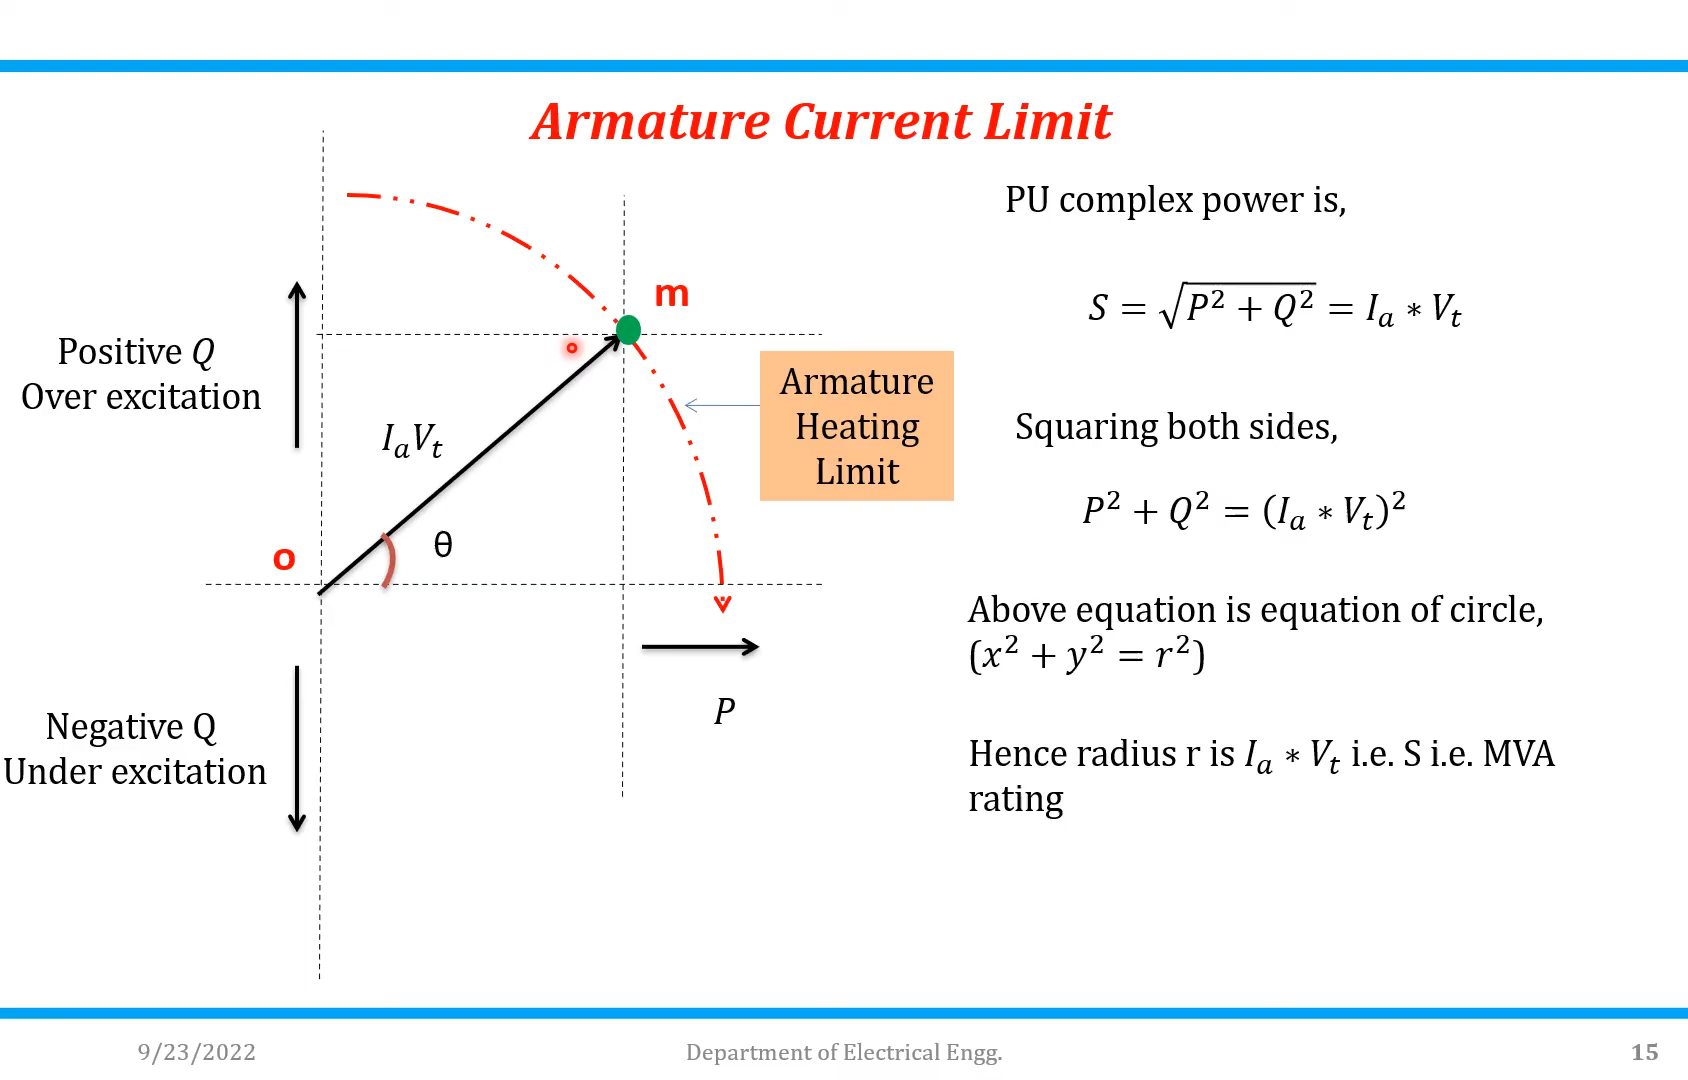 Armature Current Limit
m
Positive Q
Over excitation
IₐVₜ
θ
o
Armature
Heating
Limit
P
Negative Q
Under excitation
PU complex power is,
S = √(P² + Q²) = Iₐ ∗ Vₜ
Squaring both sides,
P² + Q² = (Iₐ ∗ Vₜ)²
Above equation is equation of circle,
(x² + y² = r²)
Hence radius r is Iₐ ∗ Vₜ i.e. S i.e. MVA
rating
9/23/2022
Department of Electrical Engg.
15